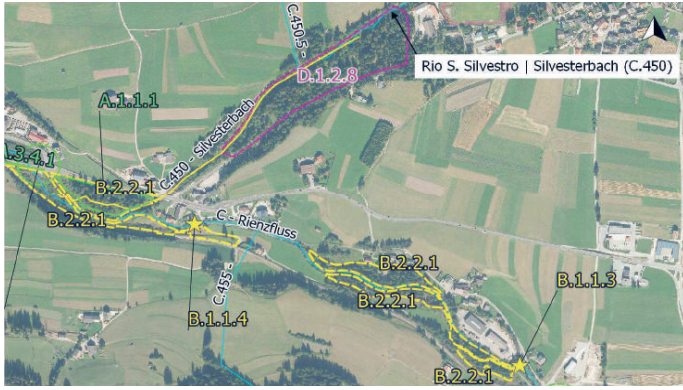 C.450.5 -
Rio S. Silvestro | Silvesterbach (C.450)
D.1.2.8
A.1.1.1
C.450 - Silvesterbach
A.3.4.1
B.2.2.1
B.2.2.1
C - Rienzfluss
B.2.2.1
C.455 -
B.2.2.1
B.1.1.3
B.1.1.4
B.2.2.1